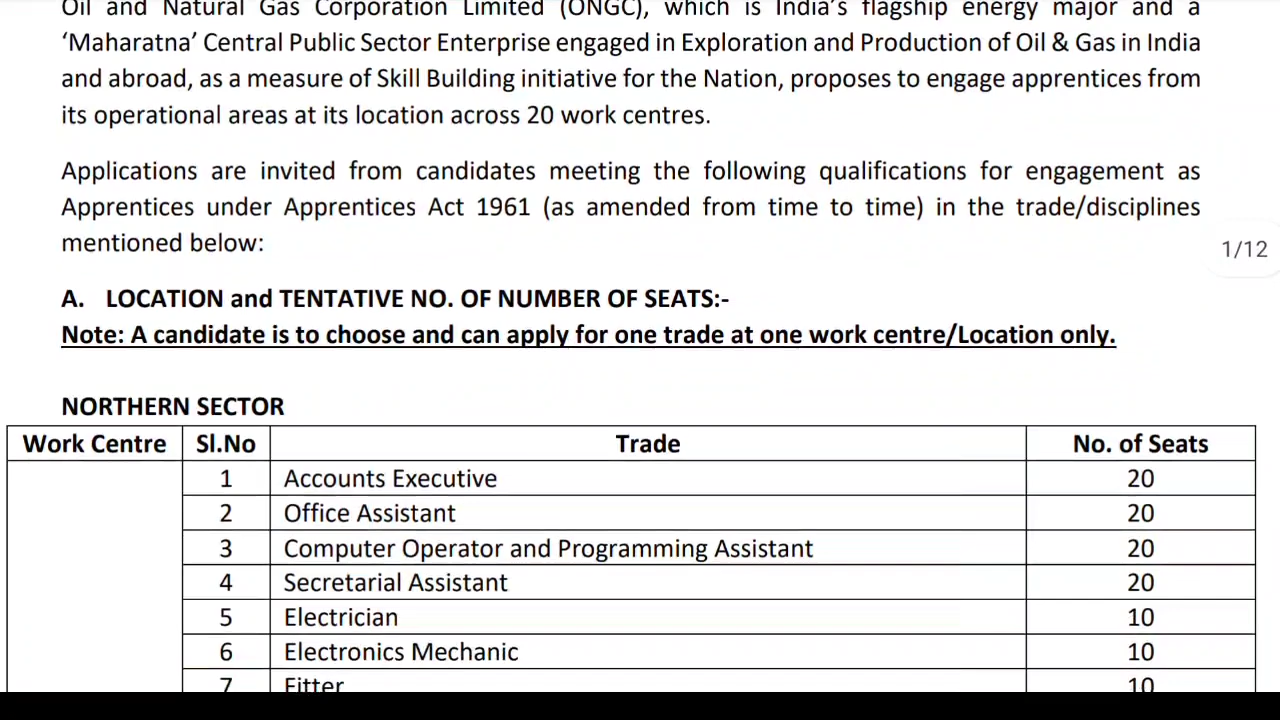 Oil and Natural Gas Corporation Limited (ONGC), which is India's flagship energy major and a
‘Maharatna’ Central Public Sector Enterprise engaged in Exploration and Production of Oil & Gas in India
and abroad, as a measure of Skill Building initiative for the Nation, proposes to engage apprentices from
its operational areas at its location across 20 work centres.
Applications are invited from candidates meeting the following qualifications for engagement as
Apprentices under Apprentices Act 1961 (as amended from time to time) in the trade/disciplines
mentioned below:
1/12
A. LOCATION and TENTATIVE NO. OF NUMBER OF SEATS:-
Note: A candidate is to choose and can apply for one trade at one work centre/Location only.
NORTHERN SECTOR
Work Centre Sl.No Trade No. of Seats
1 Accounts Executive 20
2 Office Assistant 20
3 Computer Operator and Programming Assistant 20
4 Secretarial Assistant 20
5 Electrician 10
6 Electronics Mechanic 10
7 Fitter 10